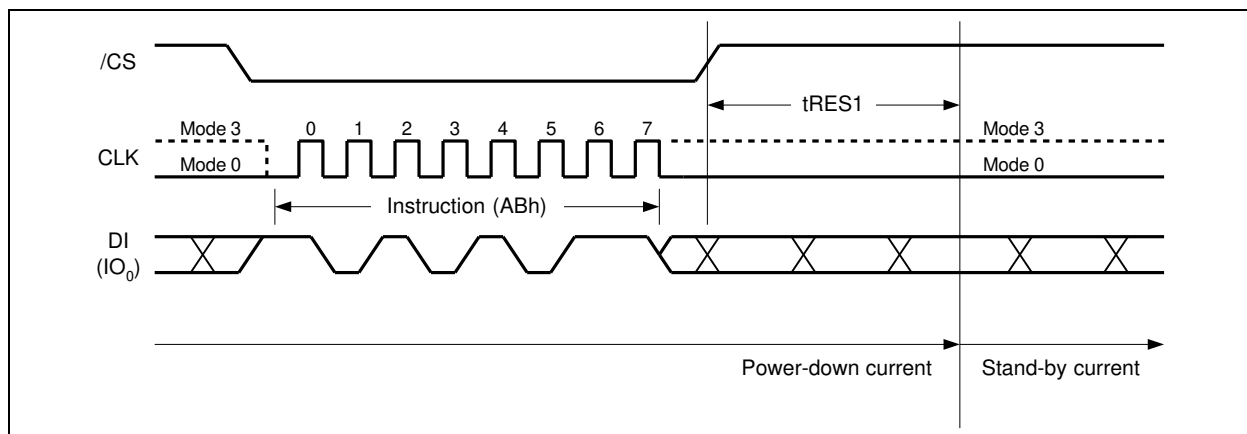 /CS
tRES1
Mode 3 0 1 2 3 4 5 6 7 Mode 3
CLK
Mode 0 Mode 0
Instruction (ABh)
DI
(IO0)
Power-down current Stand-by current